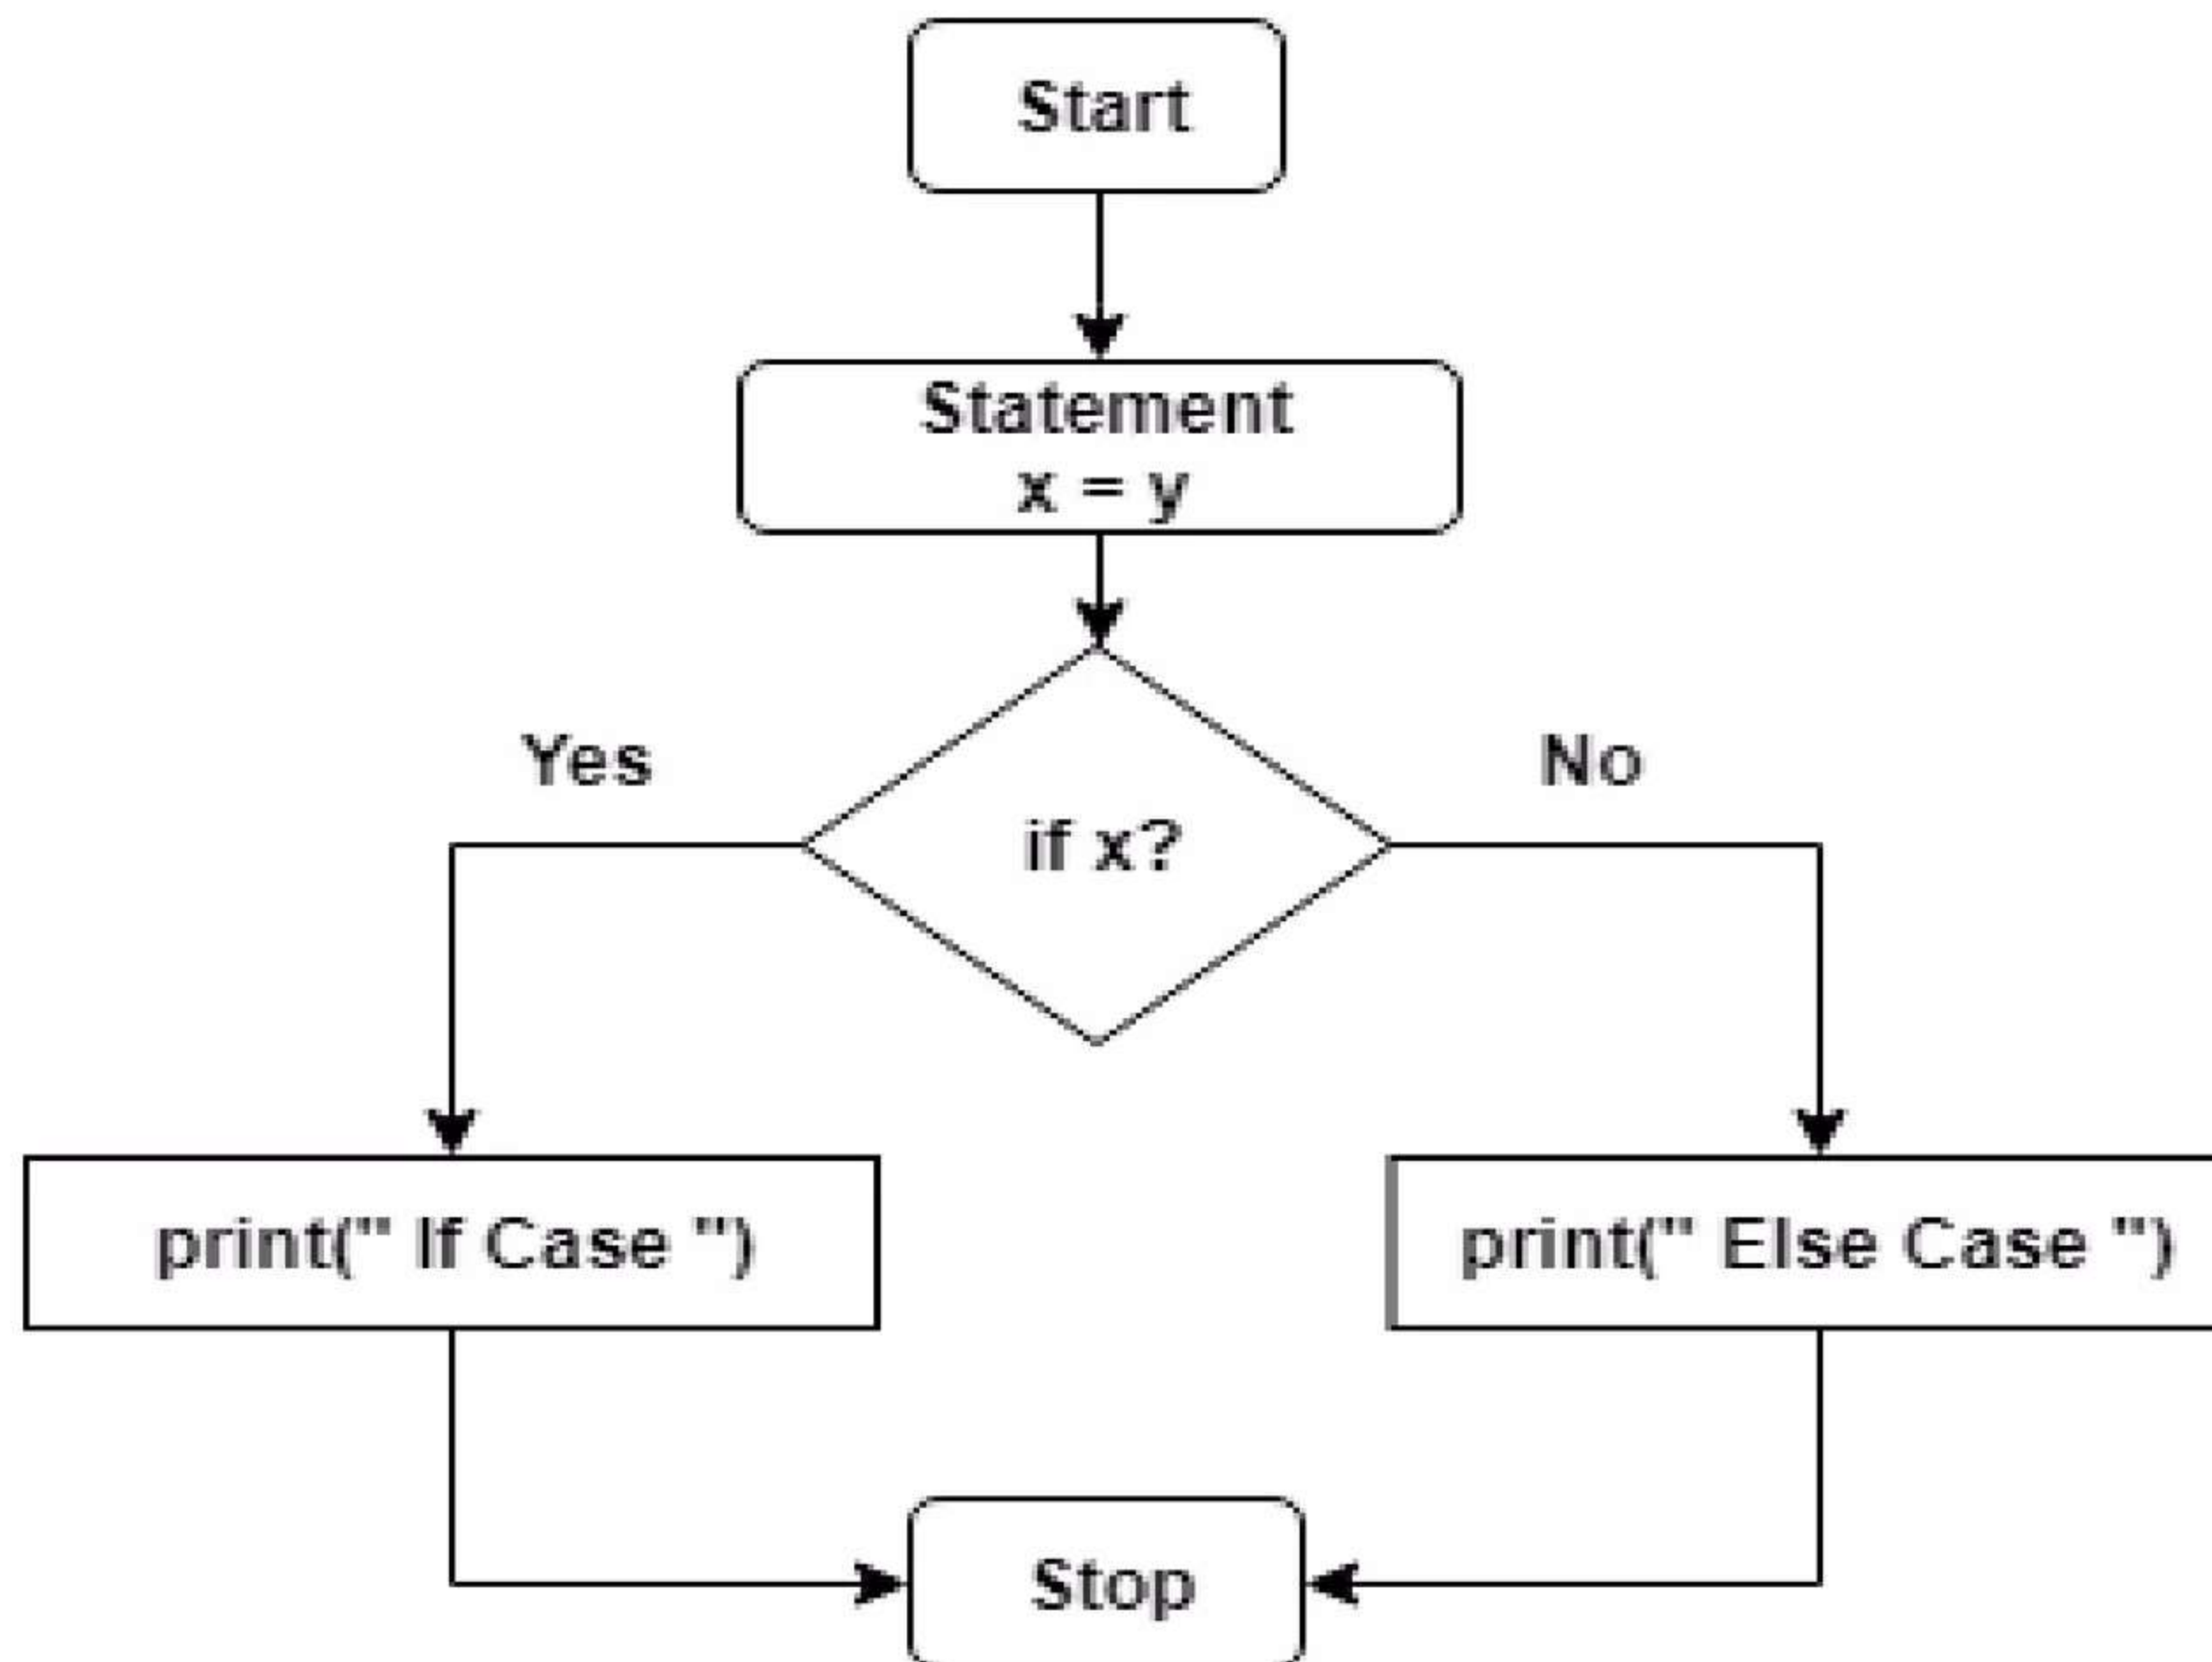 Start
Statement
x = y
Yes
No
if x?
print(" If Case ")
print(" Else Case ")
Stop